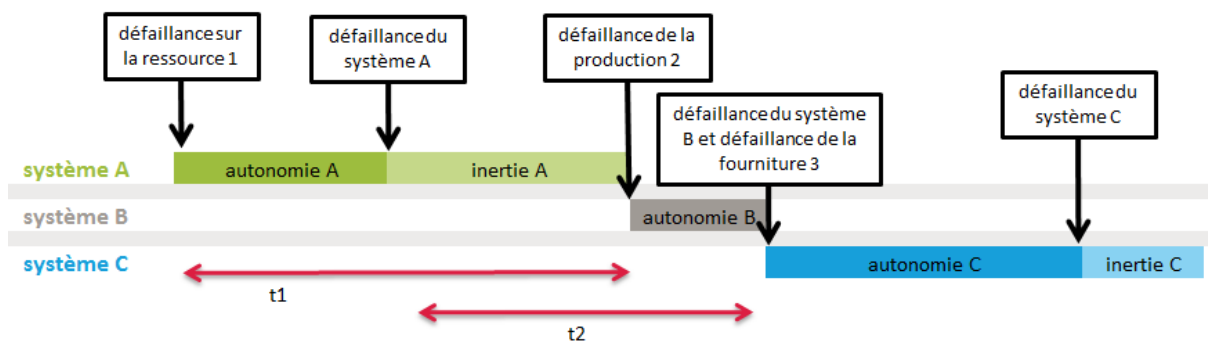 défaillance sur
la ressource 1
défaillance du
système A
défaillance de la
production 2
défaillance du système
B et défaillance de la
fourniture 3
défaillance du
système C
système A
autonomie A
inertie A
système B
autonomie B
système C
autonomie C
inertie C
t1
t2